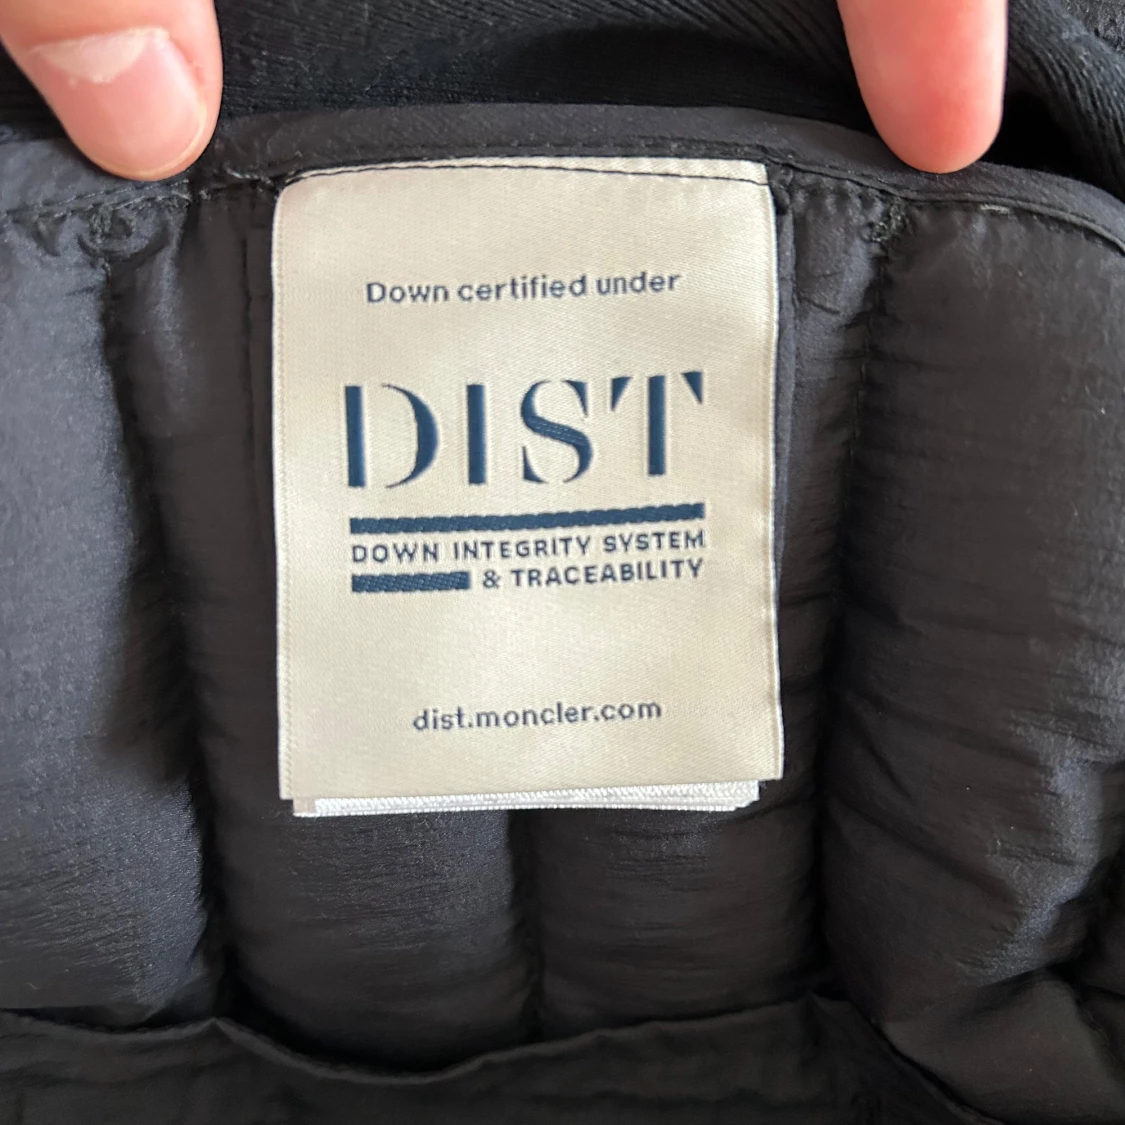 Down certified under
DIST
DOWN INTEGRITY SYSTEM
& TRACEABILITY
dist.moncler.com